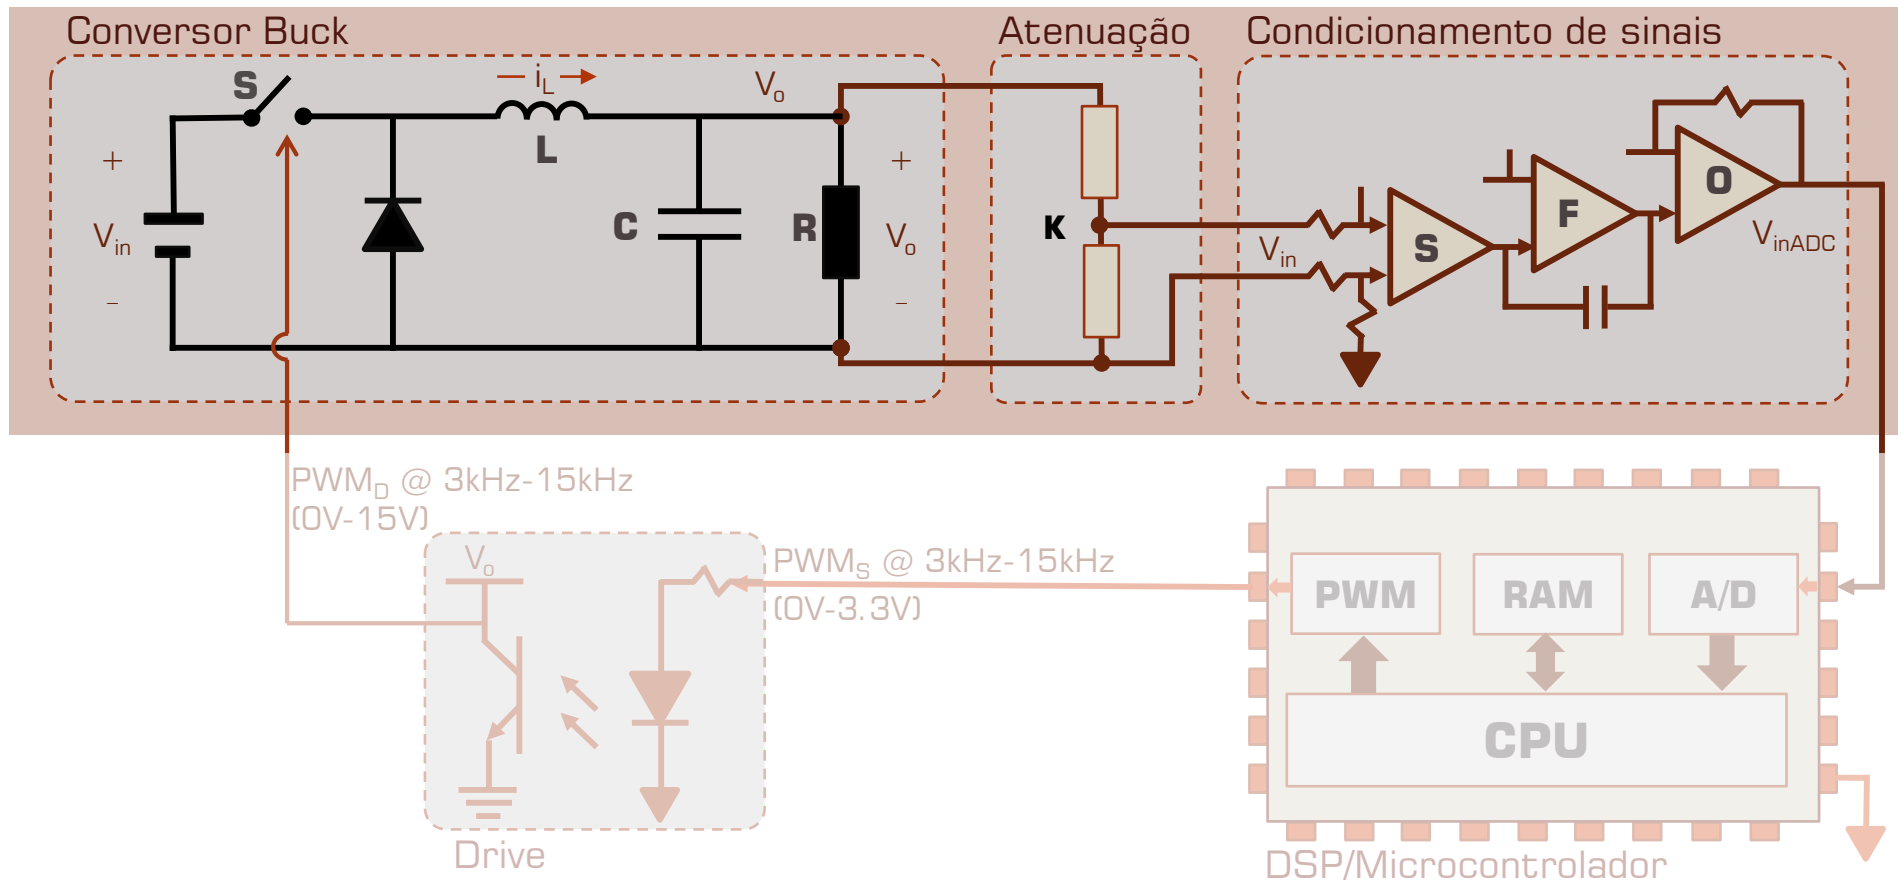 Conversor Buck
Atenuação
Condicionamento de sinais
S
iL
Vo
+
Vin
-
L
C
R
+
Vo
-
K
Vin
S
F
O
VinADC
PWMD @ 3kHz-15kHz
(0V-15V)
Vo
PWMS @ 3kHz-15kHz
(0V-3.3V)
PWM
RAM
A/D
CPU
Drive
DSP/Microcontrolador